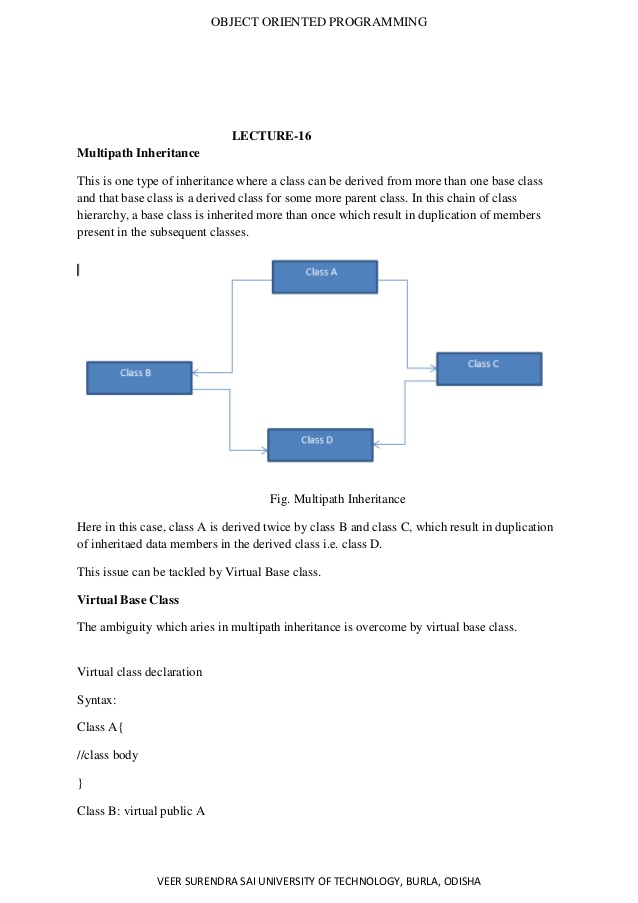 OBJECT ORIENTED PROGRAMMING
LECTURE-16
Multipath Inheritance
This is one type of inheritance where a class can be derived from more than one base class
and that base class is a derived class for some more parent class. In this chain of class
hierarchy, a base class is inherited more than once which result in duplication of members
present in the subsequent classes.
Class A
Class B
Class C
Class D
Fig. Multipath Inheritance
Here in this case, class A is derived twice by class B and class C, which result in duplication
of inheritaed data members in the derived class i.e. class D.
This issue can be tackled by Virtual Base class.
Virtual Base Class
The ambiguity which aries in multipath inheritance is overcome by virtual base class.
Virtual class declaration
Syntax:
Class A{
//class body
}
Class B: virtual public A
VEER SURENDRA SAI UNIVERSITY OF TECHNOLOGY, BURLA, ODISHA